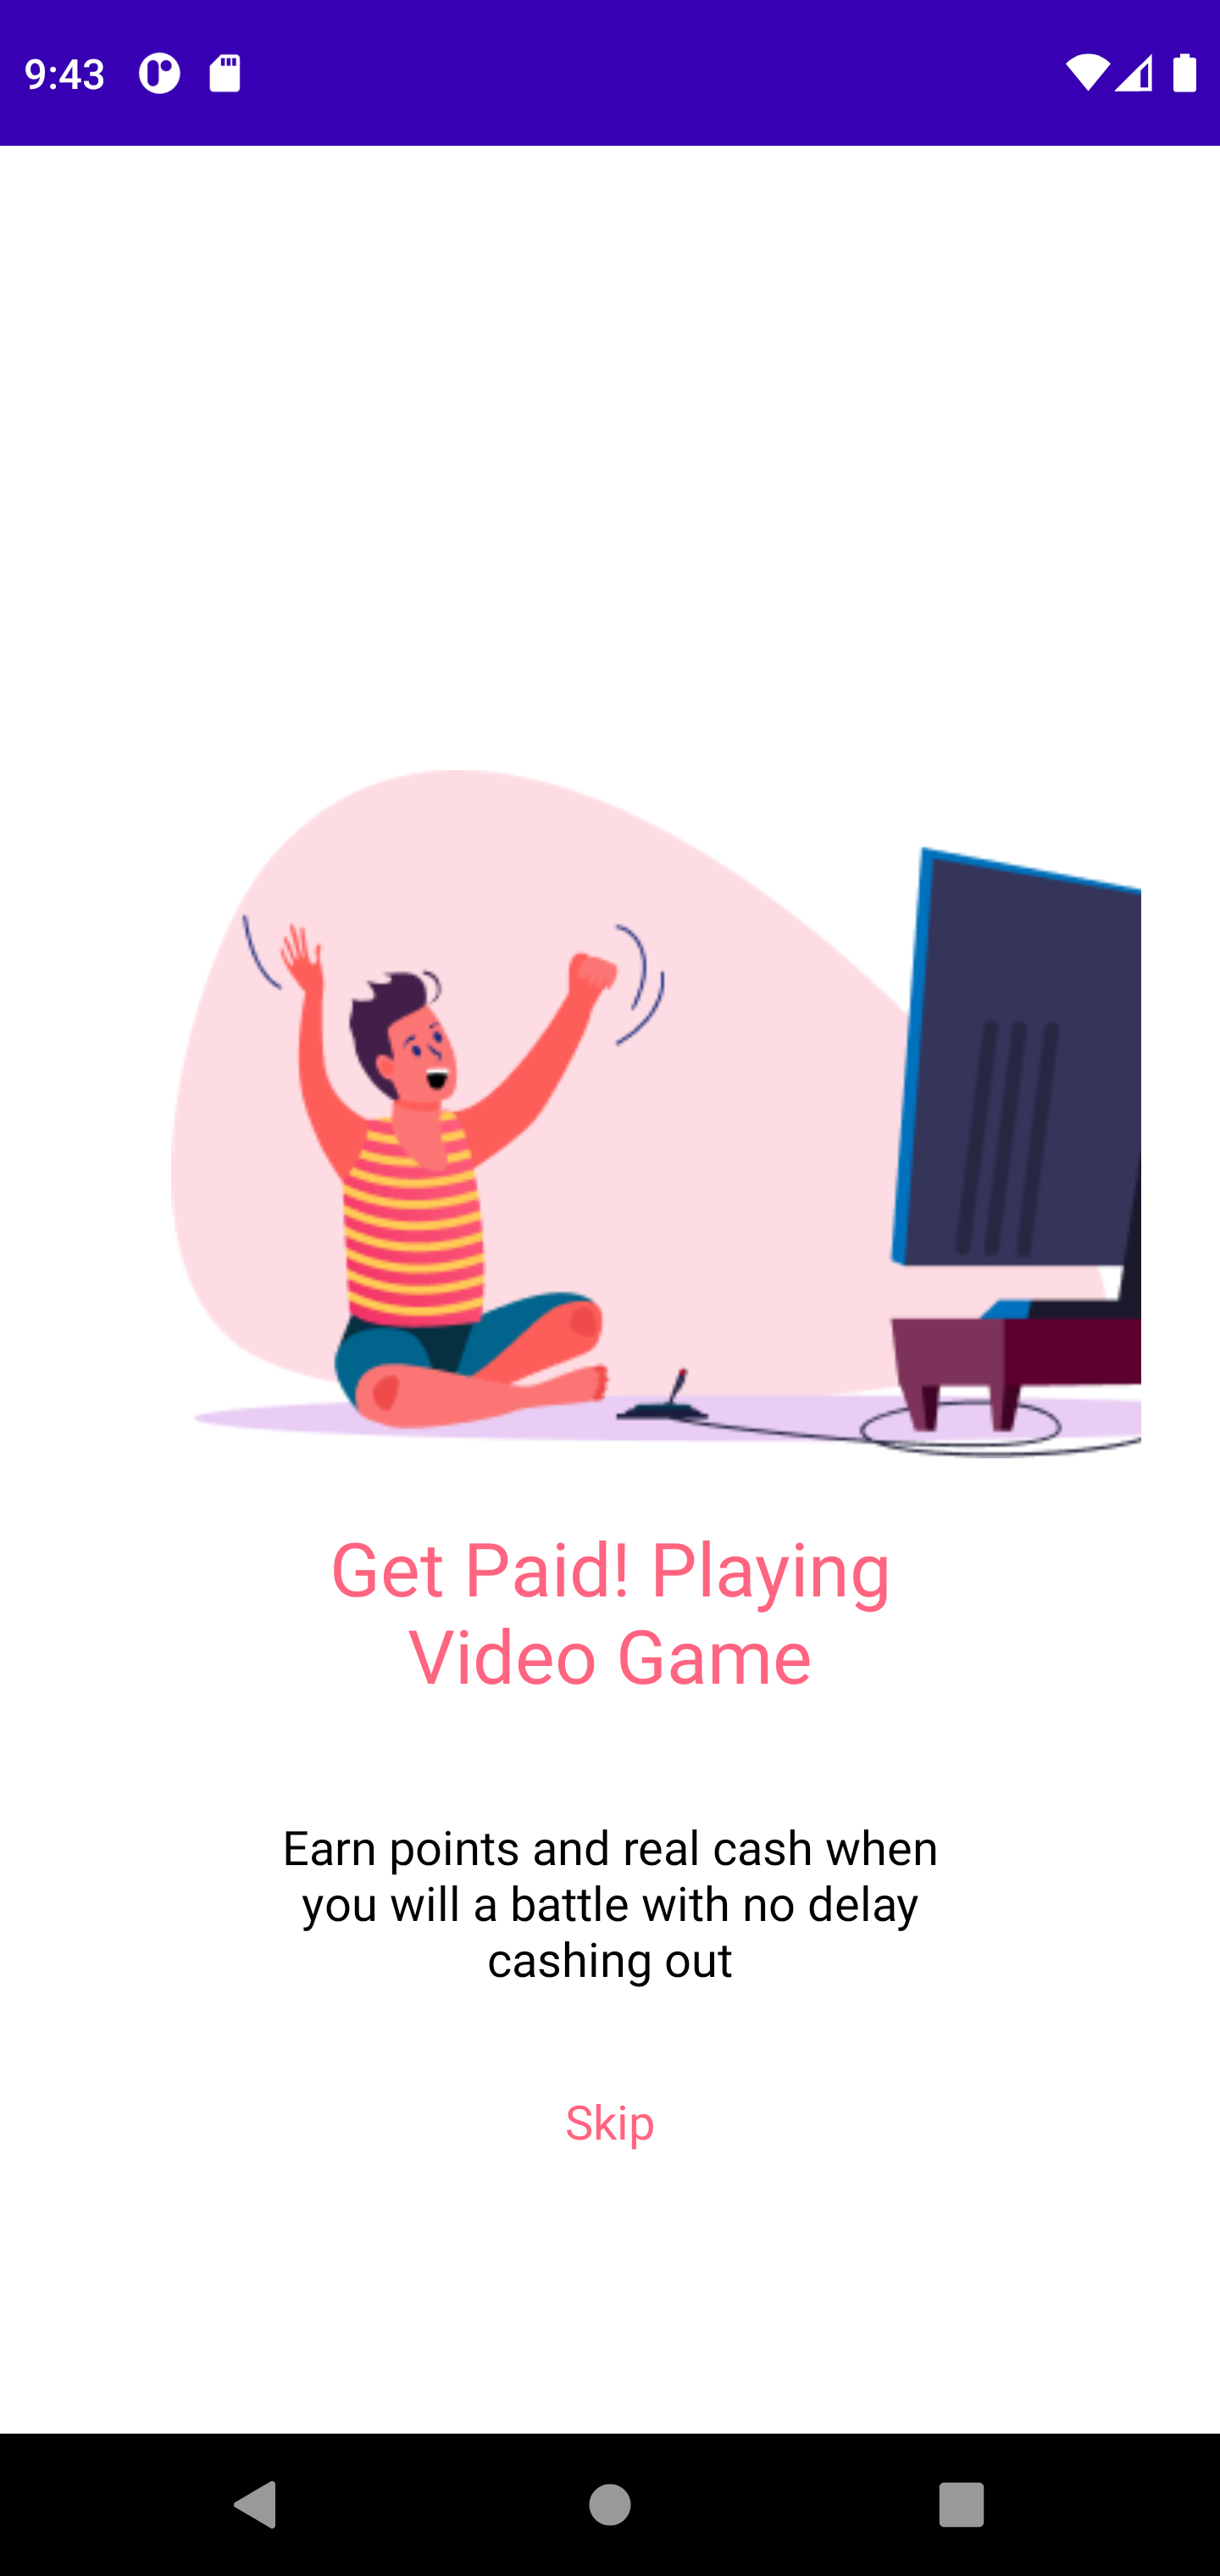 9:43
Get Paid! Playing
Video Game
Earn points and real cash when
you will a battle with no delay
cashing out
Skip